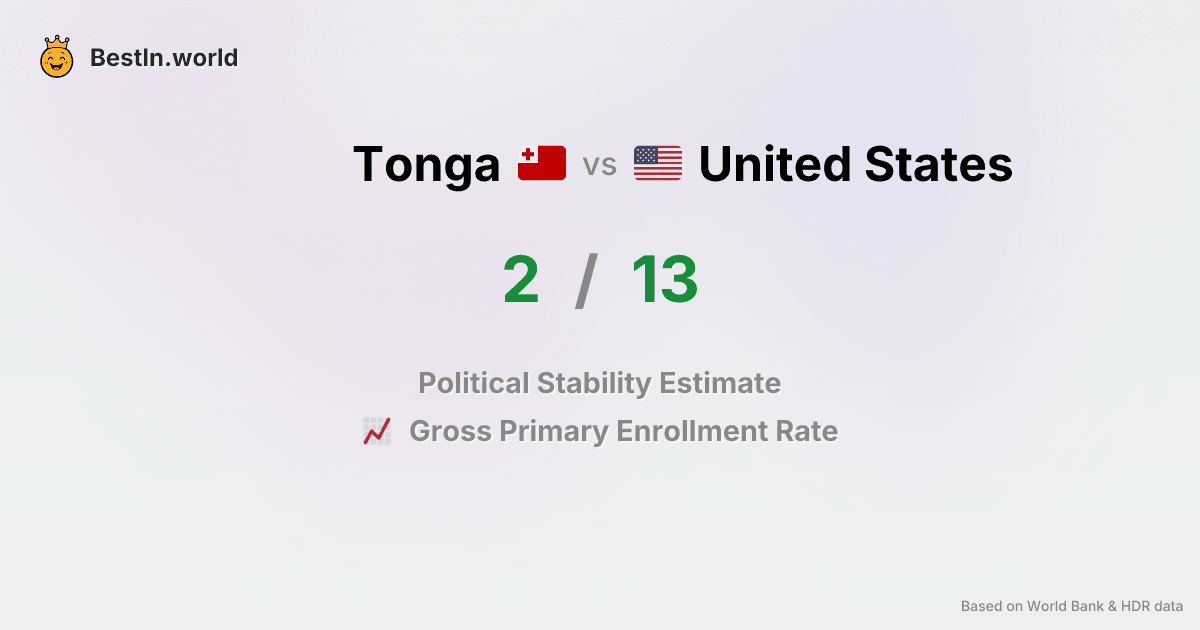 BestIn.world
Tonga vs United States
2 / 13
Political Stability Estimate
Gross Primary Enrollment Rate
Based on World Bank & HDR data